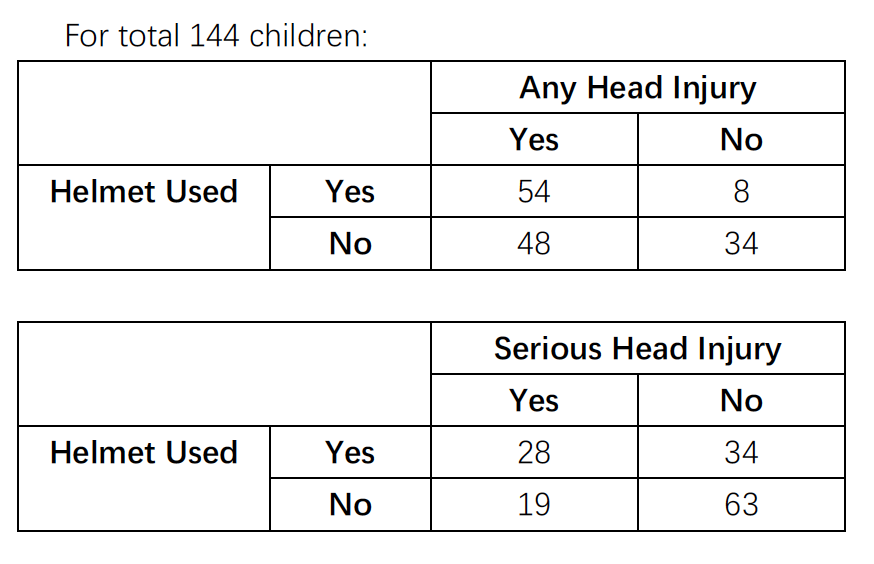 For total 144 children:
Any Head Injury
Yes No
Helmet Used Yes 54 8
No 48 34
Serious Head Injury
Yes No
Helmet Used Yes 28 34
No 19 63